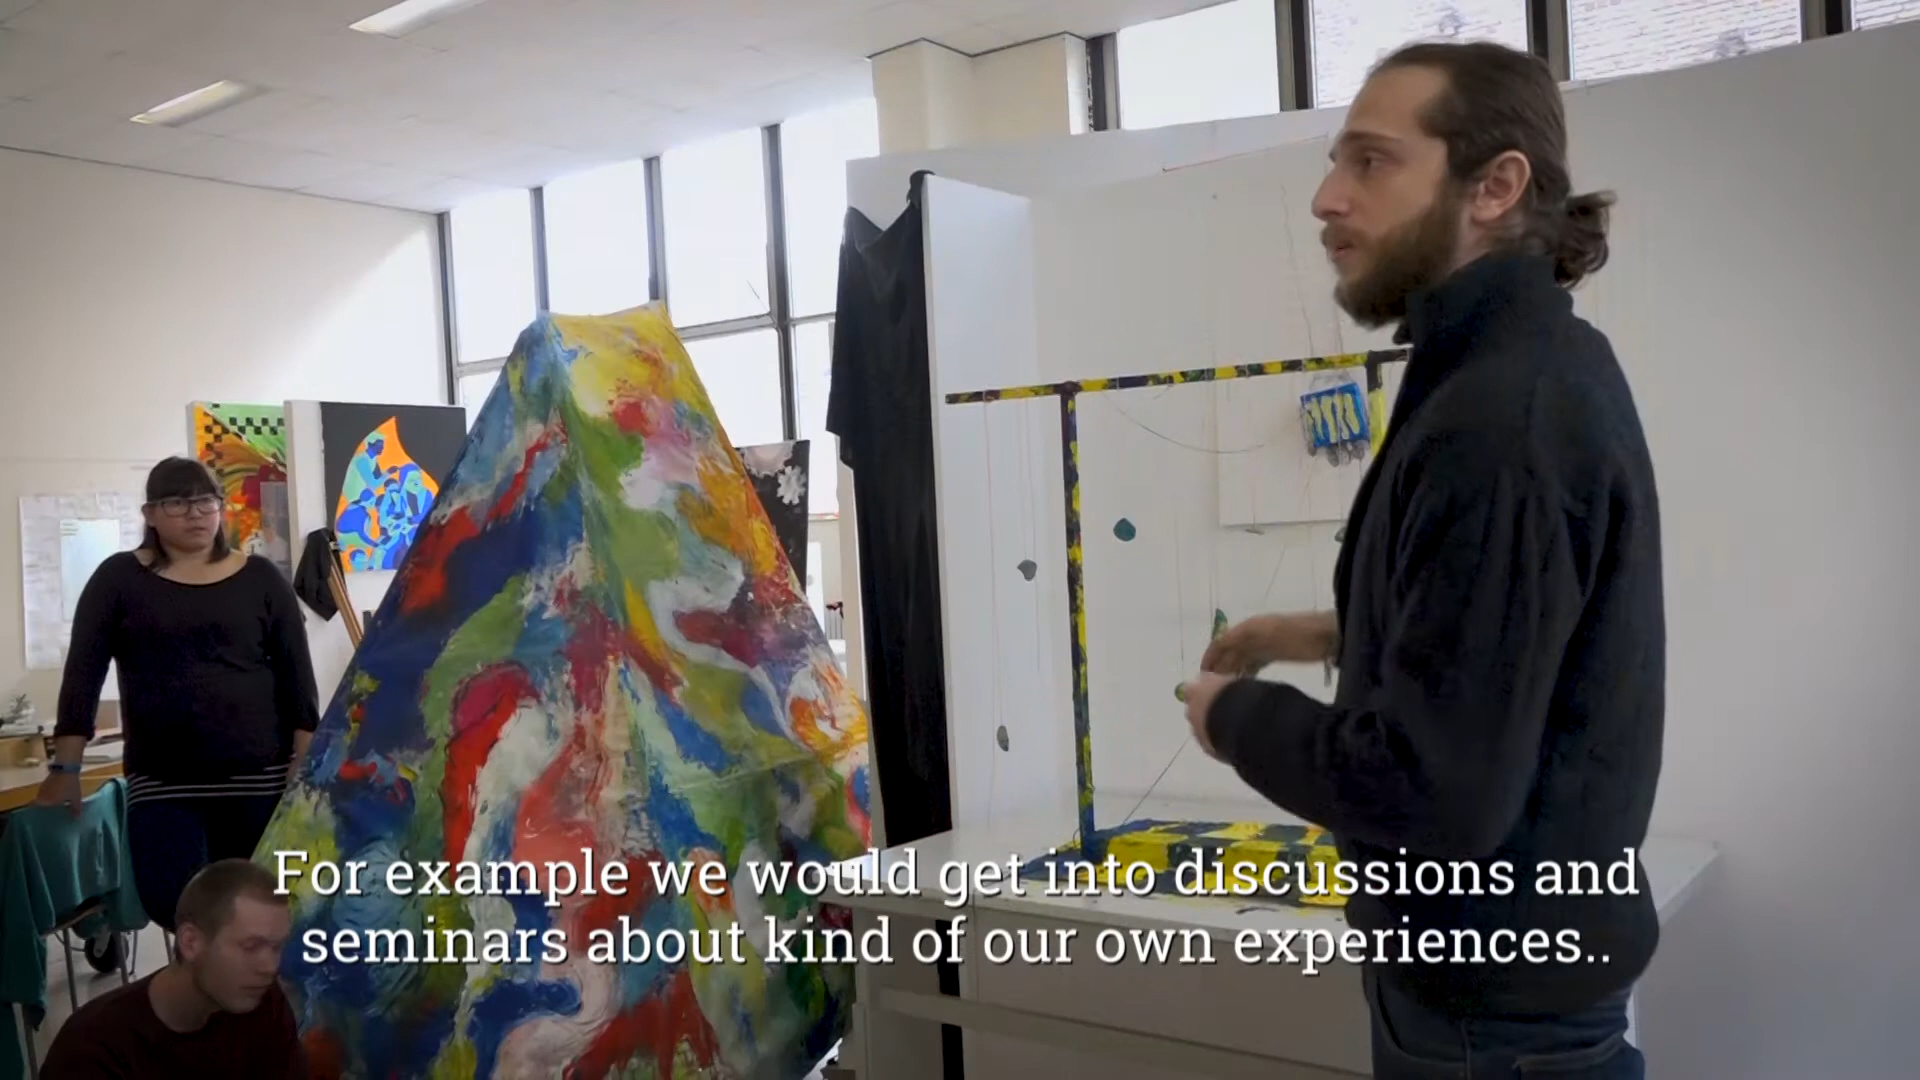 For example we would get into discussions and
seminars about kind of our own experiences..